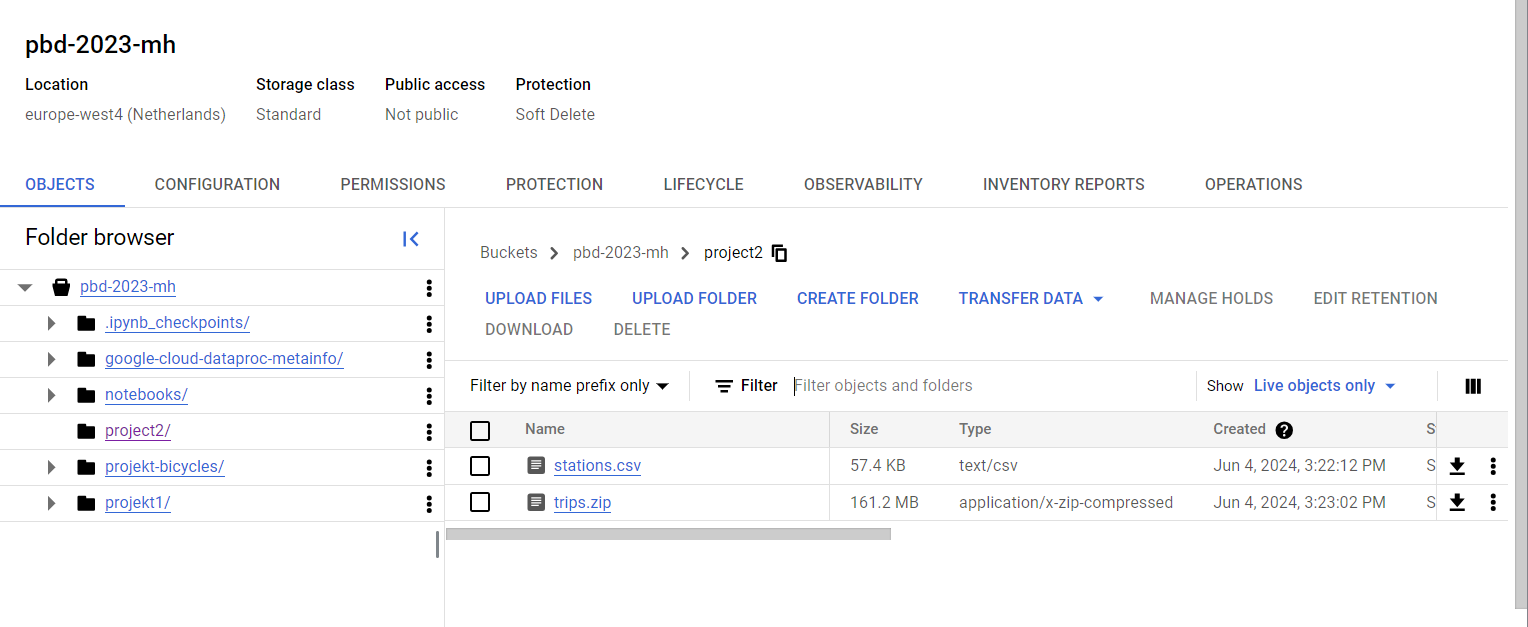 pbd-2023-mh
Location Storage class Public access Protection
europe-west4 (Netherlands) Standard Not public Soft Delete
OBJECTS CONFIGURATION PERMISSIONS PROTECTION LIFECYCLE OBSERVABILITY INVENTORY REPORTS OPERATIONS
Folder browser
pbd-2023-mh
.ipynb_checkpoints/
google-cloud-dataproc-metainfo/
notebooks/
project2/
projekt-bicycles/
projekt1/
Buckets pbd-2023-mh project2
UPLOAD FILES UPLOAD FOLDER CREATE FOLDER TRANSFER DATA MANAGE HOLDS EDIT RETENTION
DOWNLOAD DELETE
Filter by name prefix only Filter Filter objects and folders Show Live objects only
Name Size Type Created S
stations.csv 57.4 KB text/csv Jun 4, 2024, 3:22:12 PM S
trips.zip 161.2 MB application/x-zip-compressed Jun 4, 2024, 3:23:02 PM S